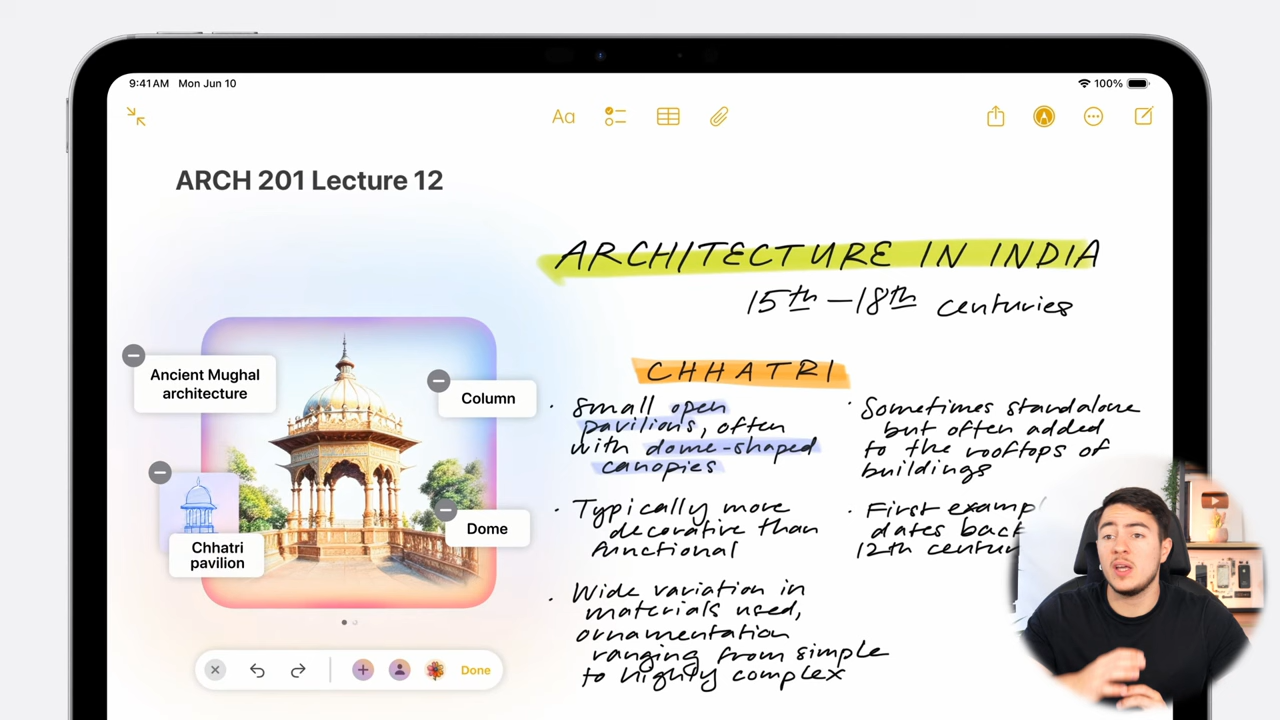 9:41 AM Mon Jun 10
100%
Aa
ARCH 201 Lecture 12
Ancient Mughal
architecture
Column
Chhatri
pavilion
Dome
Done
ARCHITECTURE IN INDIA
15th – 18th centuries
CHHATRI
· Small open
pavilions, often
with dome-shaped
canopies
· Typically more
decorative than
functional
· Wide variation in
materials used,
ornamentation
ranging from simple
to highly complex
· Sometimes standalone
but often added
to the rooftops of
buildings
· First
dates back
12th